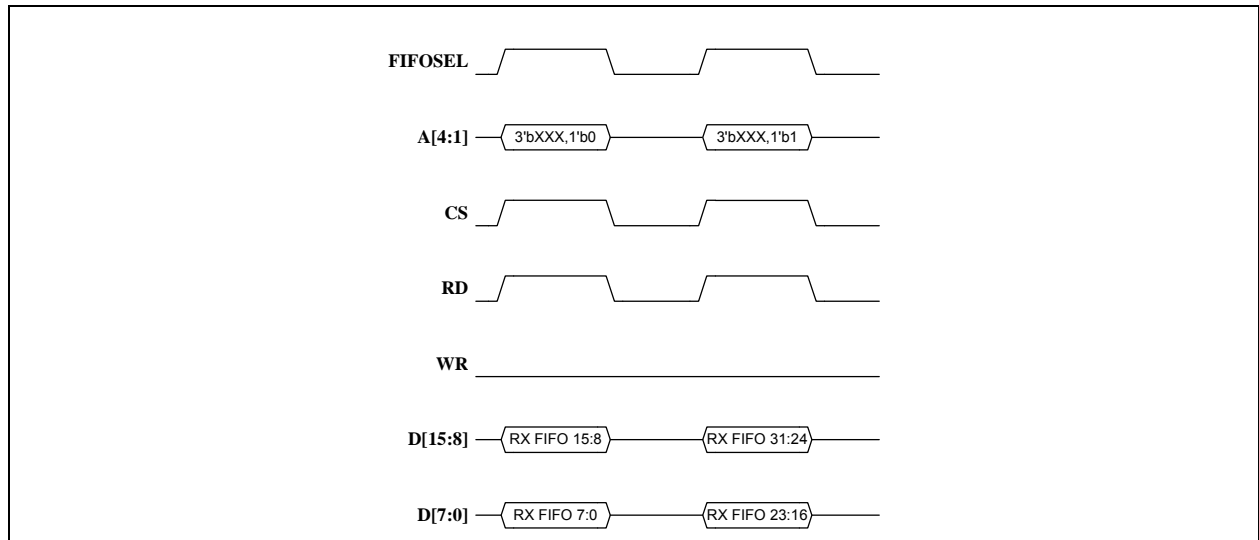 FIFOSEL
A[4:1] 3'bXXX,1'b0 3'bXXX,1'b1
CS
RD
WR
D[15:8] RX FIFO 15:8 RX FIFO 31:24
D[7:0] RX FIFO 7:0 RX FIFO 23:16